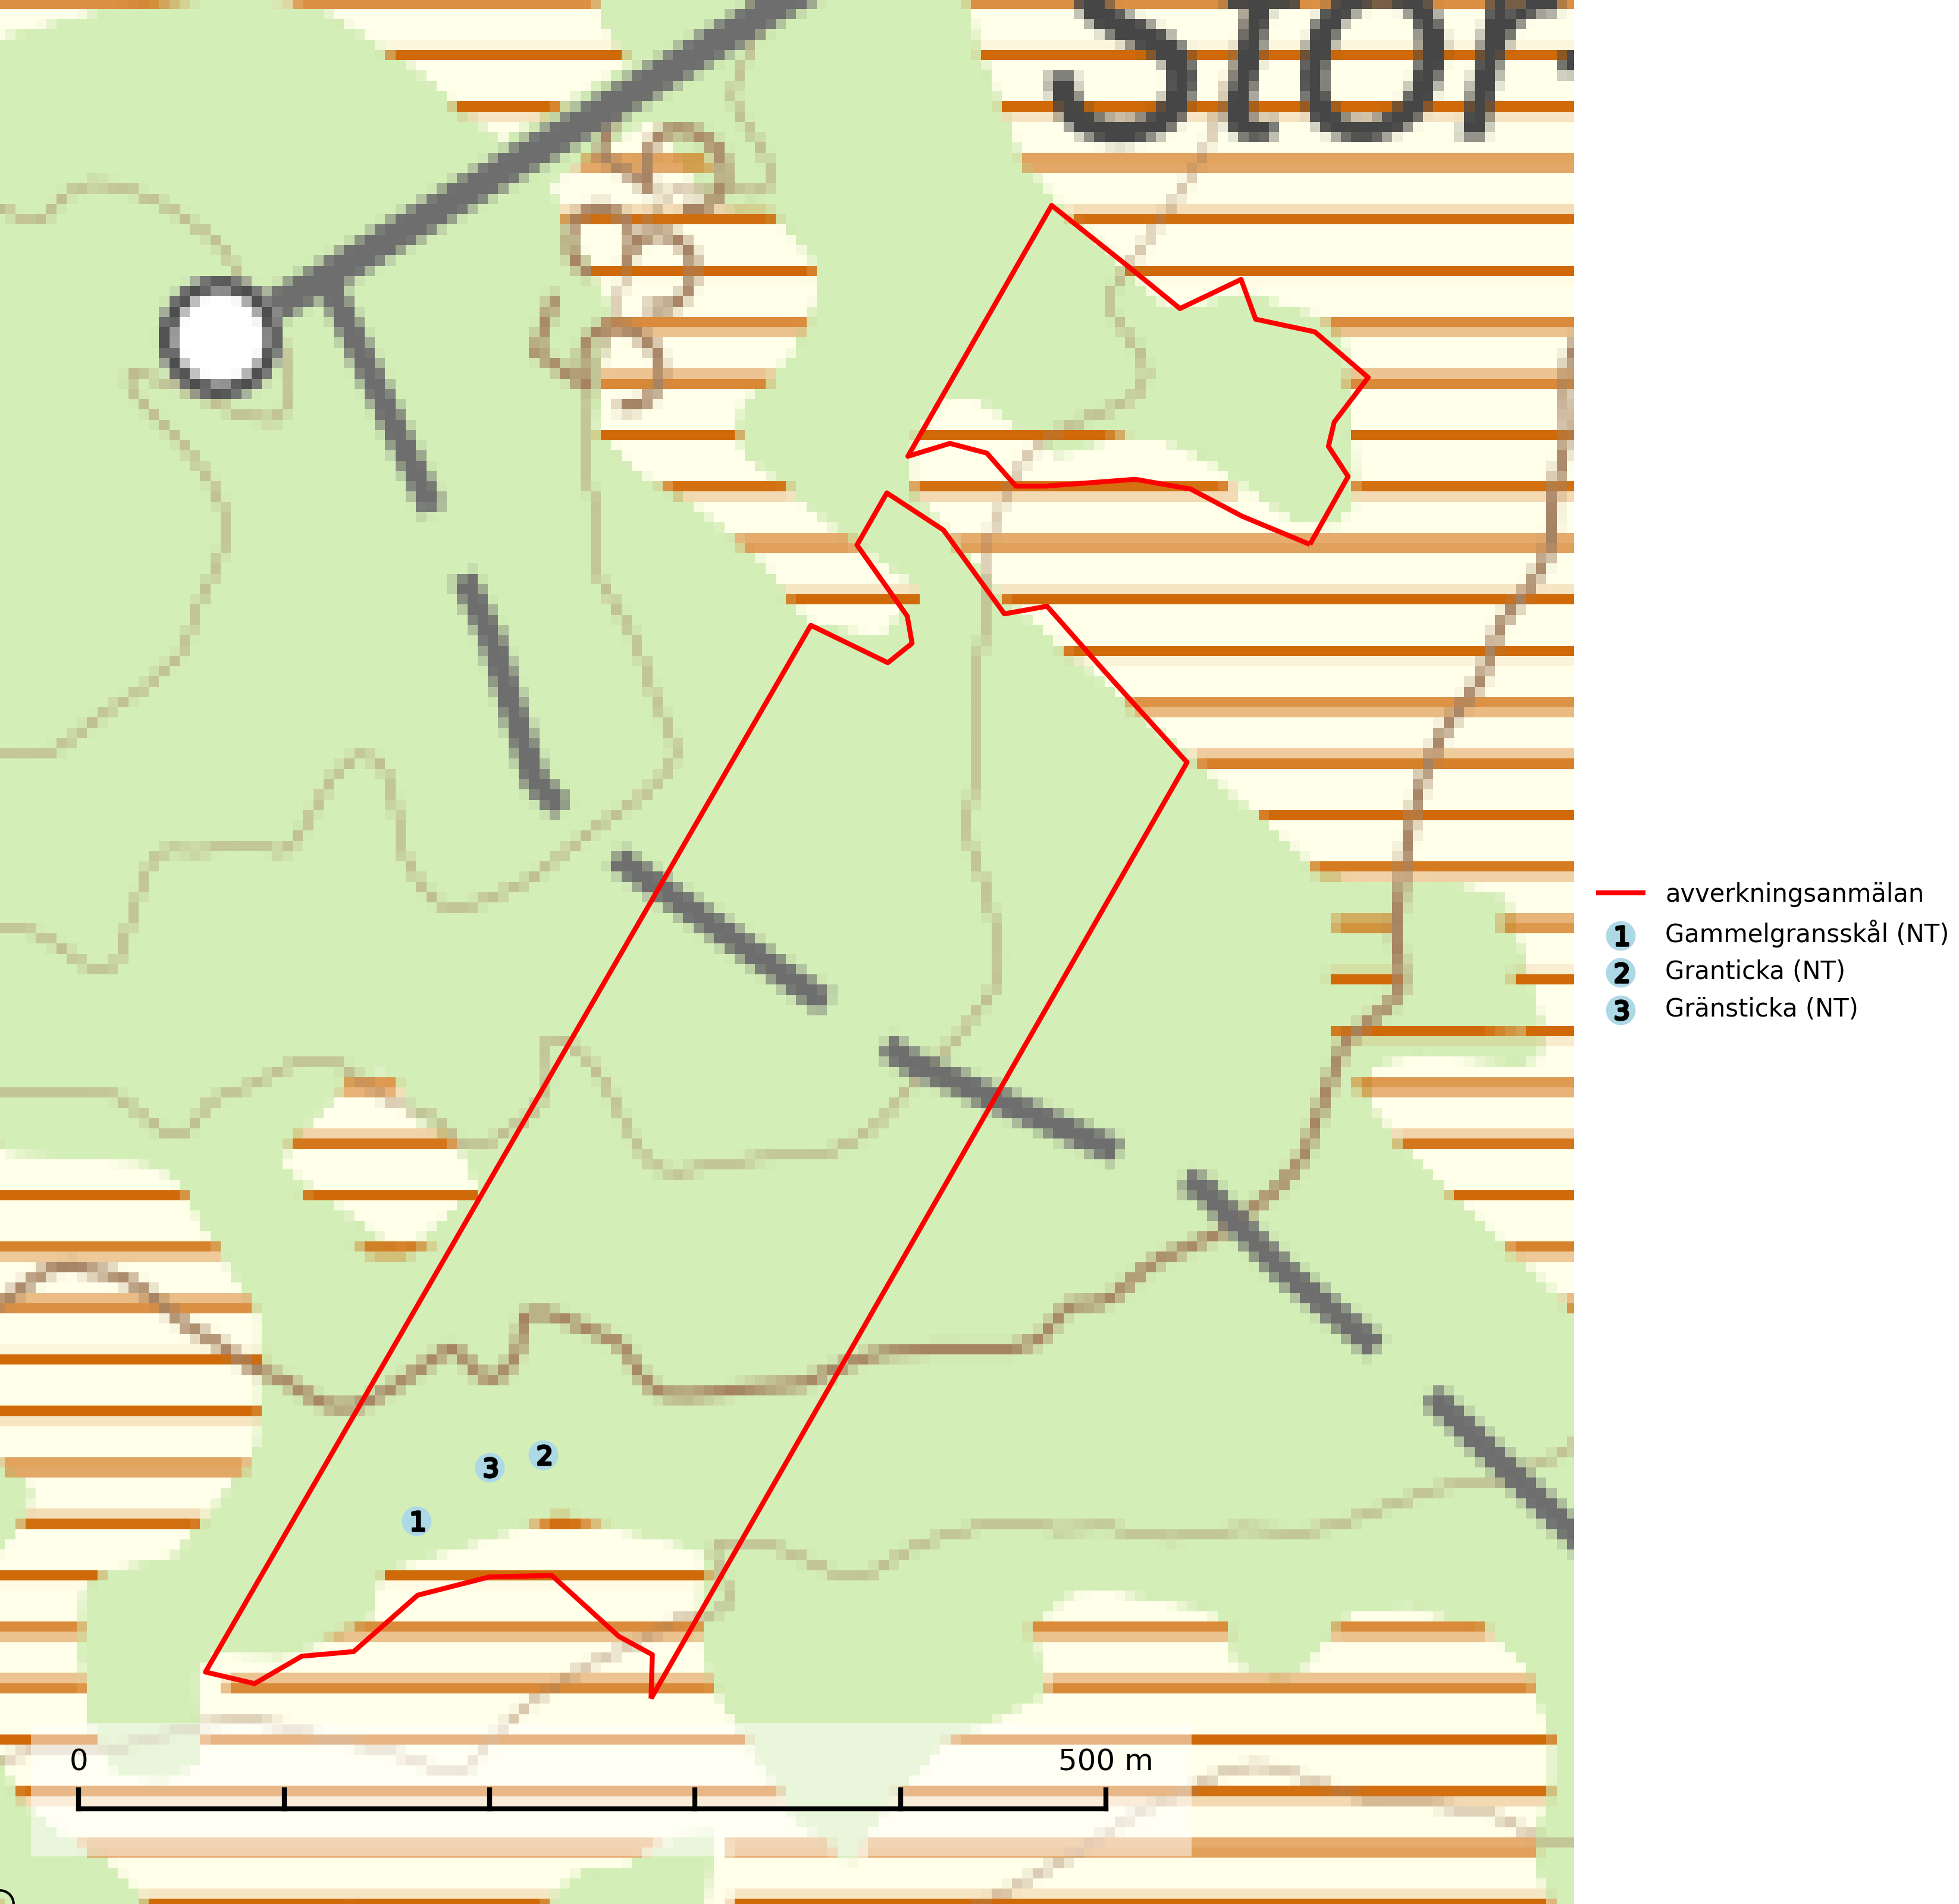 Stor
avverkningsanmälan
1 Gammelgransskål (NT)
2 Granticka (NT)
3 Gränsticka (NT)
3
2
1
0
500 m